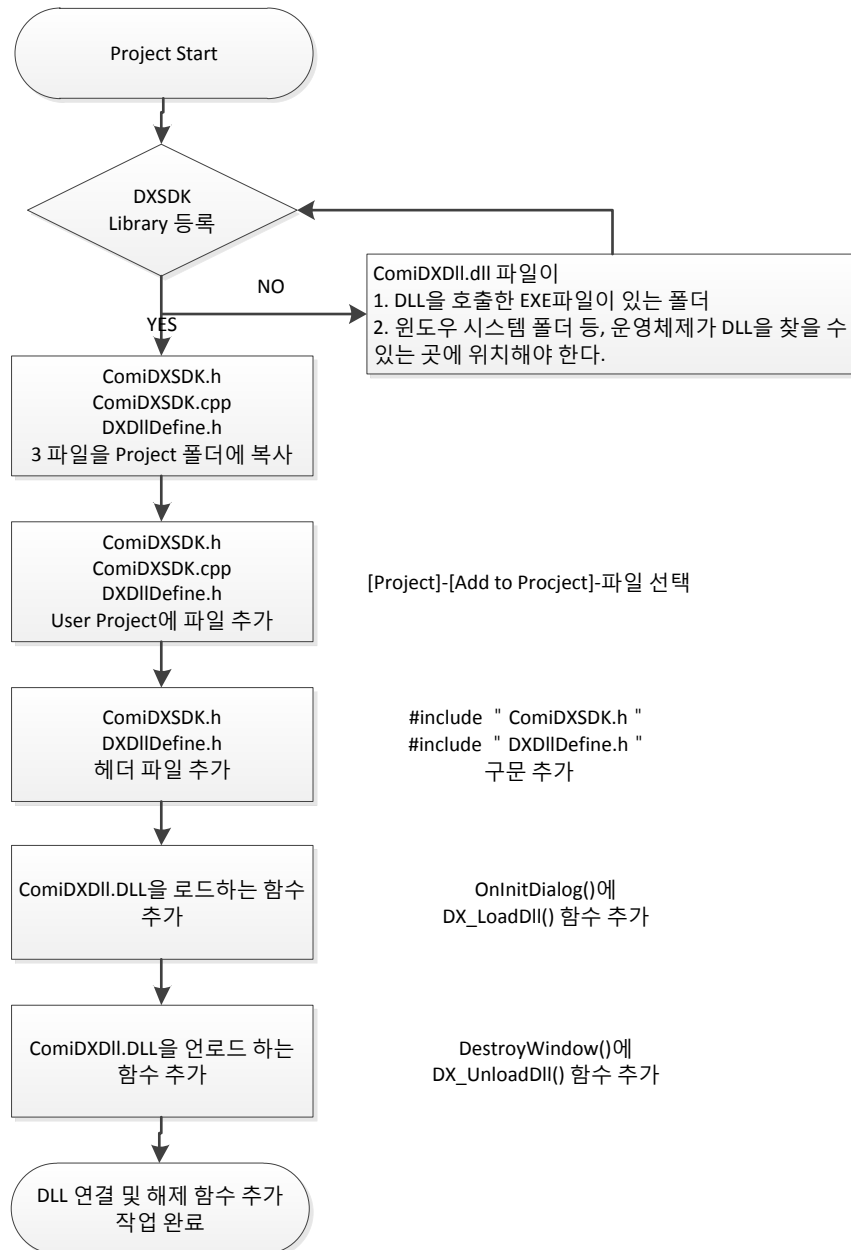 Project Start
DXSDK
Library 등록
NO
YES
ComiDXDll.dll 파일이
1. DLL을 호출한 EXE파일이 있는 폴더
2. 윈도우 시스템 폴더 등, 운영체제가 DLL을 찾을 수
있는 곳에 위치해야 한다.
ComiDXSDK.h
ComiDXSDK.cpp
DXDllDefine.h
3 파일을 Project 폴더에 복사
ComiDXSDK.h
ComiDXSDK.cpp
DXDllDefine.h
User Project에 파일 추가
[Project]-[Add to Procject]-파일 선택
ComiDXSDK.h
DXDllDefine.h
헤더 파일 추가
#include ＂ComiDXSDK.h＂
#include ＂DXDllDefine.h＂
구문 추가
ComiDXDll.DLL을 로드하는 함수
추가
OnInitDialog()에
DX_LoadDll() 함수 추가
ComiDXDll.DLL을 언로드 하는
함수 추가
DestroyWindow()에
DX_UnloadDll() 함수 추가
DLL 연결 및 해제 함수 추가
작업 완료